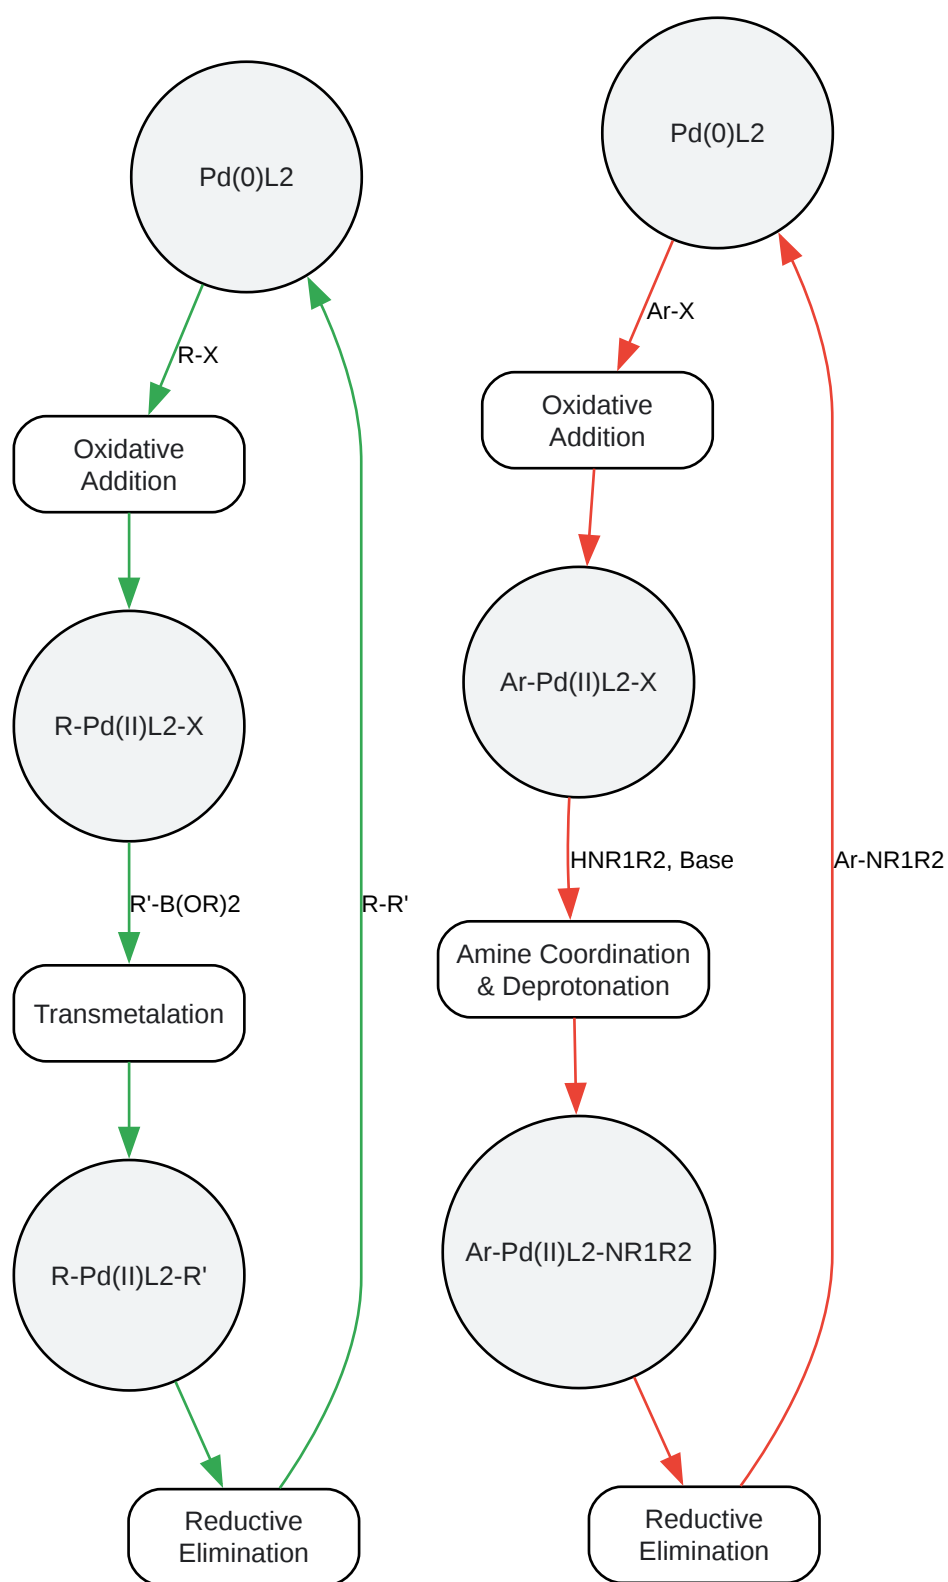 Pd(0)L2
R-X
Oxidative
Addition
R-Pd(II)L2-X
R'-B(OR)2
R-R'
Transmetalation
R-Pd(II)L2-R'
Reductive
Elimination
Pd(0)L2
Ar-X
Oxidative
Addition
Ar-Pd(II)L2-X
HNR1R2, Base
Ar-NR1R2
Amine Coordination
& Deprotonation
Ar-Pd(II)L2-NR1R2
Reductive
Elimination